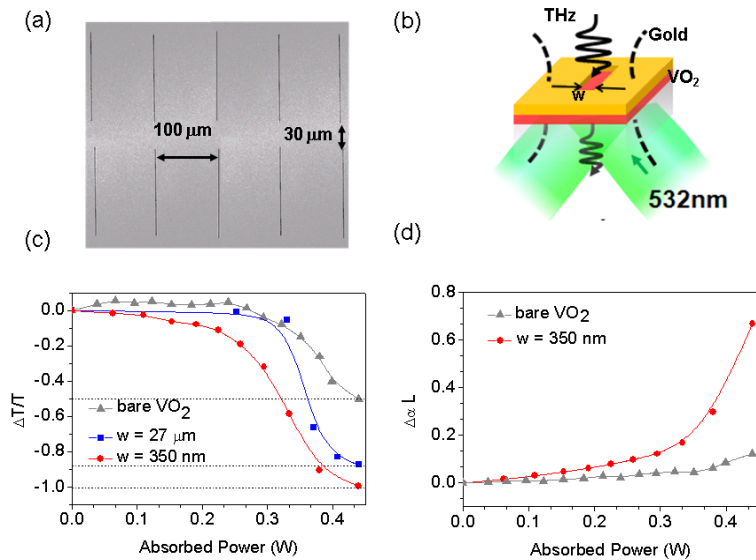 (a)
100 μm
30 μm
(b)
THz
Gold
VO2
w
532nm
(c)
0.0
-0.2
-0.4
-0.6
-0.8
-1.0
ΔT/T
bare VO2
w = 27 μm
w = 350 nm
0.0 0.1 0.2 0.3 0.4
Absorbed Power (W)
(d)
0.8
0.6
0.4
0.2
0.0
Δα L
bare VO2
w = 350 nm
0.0 0.1 0.2 0.3 0.4
Absorbed Power (W)